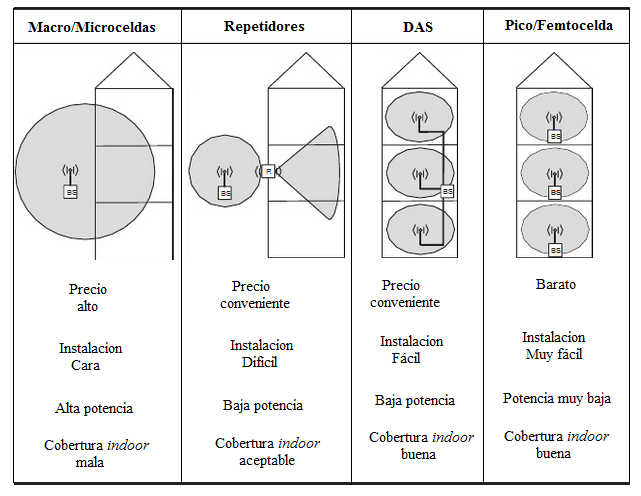 Macro/Microceldas
Repetidores
DAS
Pico/Femtocelda
BS
BS
R
BS
BS
BS
BS
Precio
alto
Precio
conveniente
Precio
conveniente
Barato
Instalacion
Cara
Instalacion
Dificil
Instalacion
Fácil
Instalacion
Muy fácil
Alta potencia
Baja potencia
Baja potencia
Potencia muy baja
Cobertura indoor
mala
Cobertura indoor
aceptable
Cobertura indoor
buena
Cobertura indoor
buena